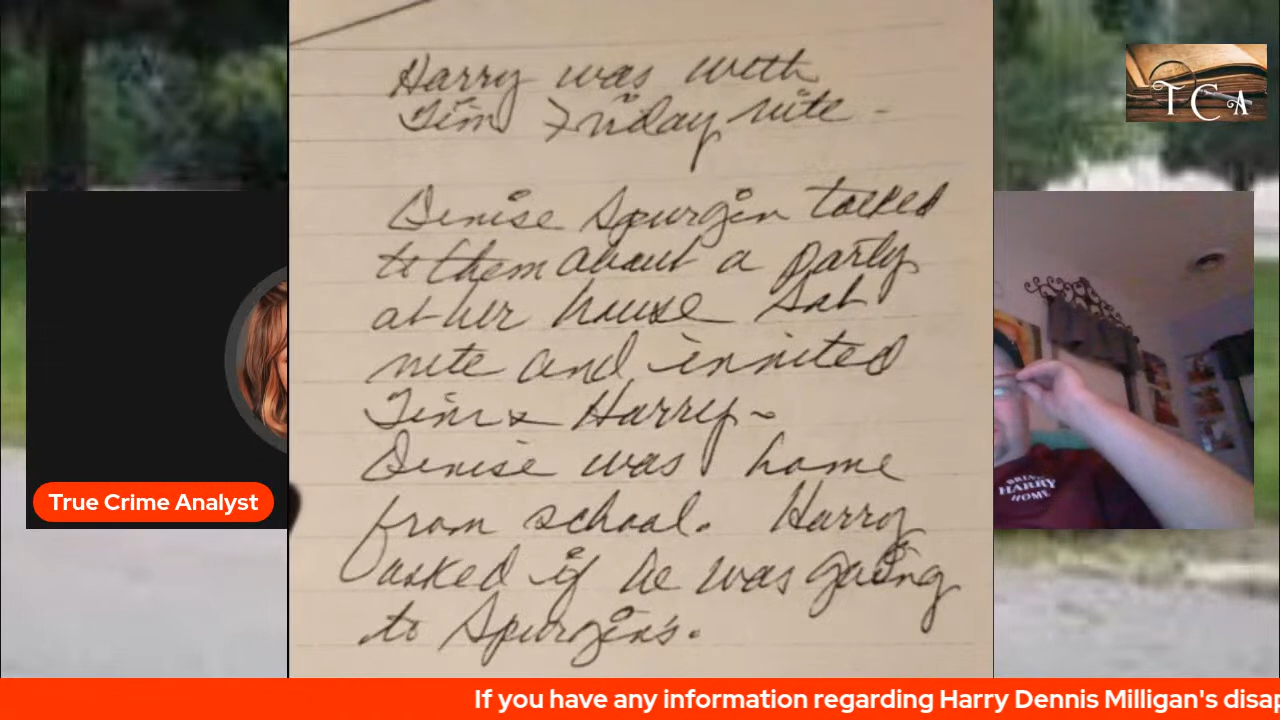 Harry was with
Tim Friday nite -
Denise Spurgin talked
to them about a party
at her house Sat
nite and invited
Tim & Harry -
Denise was home
from school. Harry
asked if he was going
to Spurgin's.
TCA
True Crime Analyst
BRING
HARRY
HOME
If you have any information regarding Harry Dennis Milligan's disap